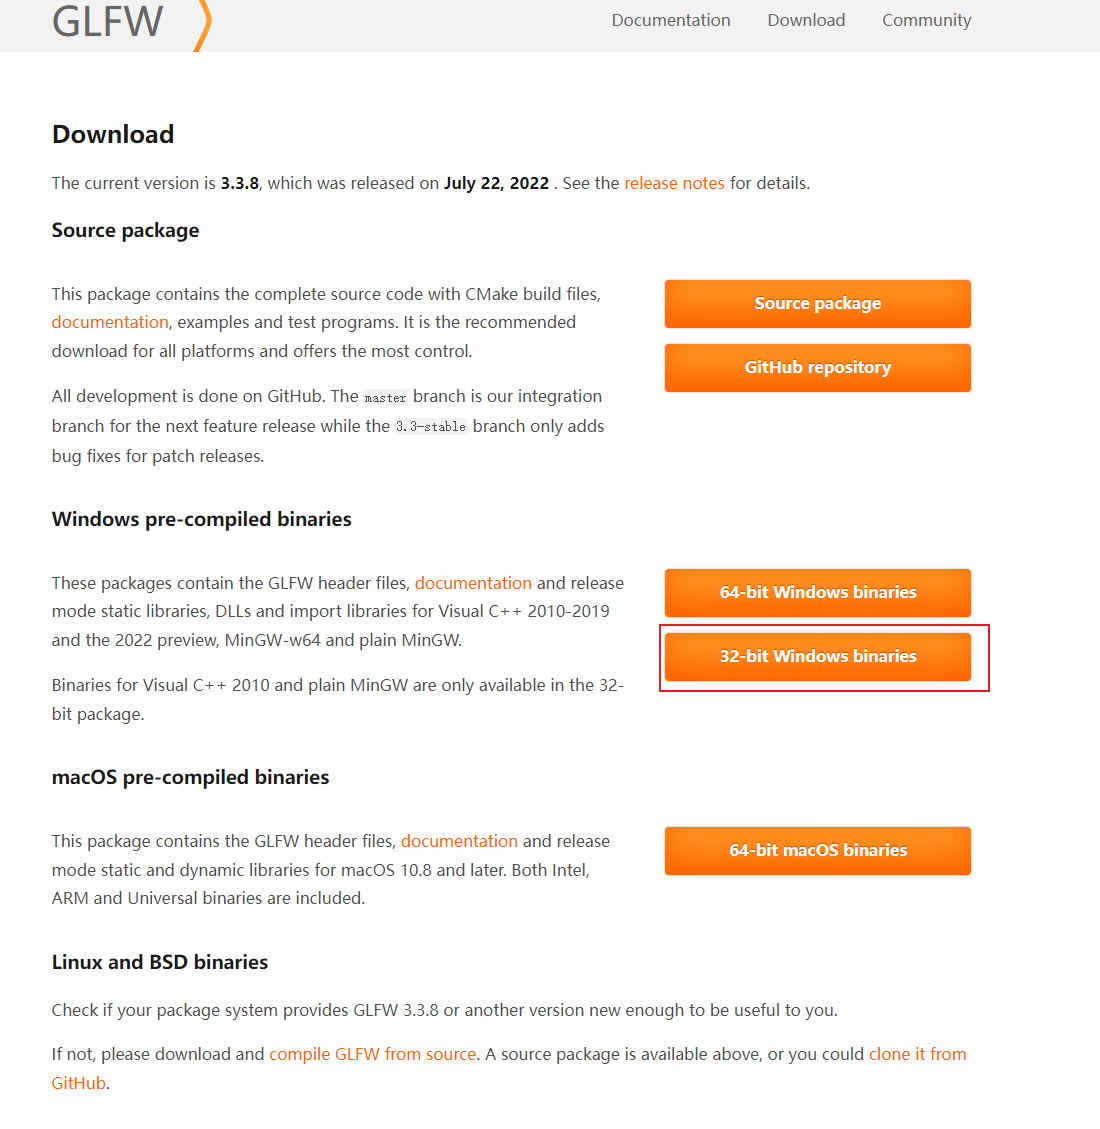 GLFW
Documentation Download Community
Download
The current version is 3.3.8, which was released on July 22, 2022 . See the release notes for details.
Source package
This package contains the complete source code with CMake build files,
documentation, examples and test programs. It is the recommended
download for all platforms and offers the most control.
Source package
GitHub repository
All development is done on GitHub. The master branch is our integration
branch for the next feature release while the 3.3-stable branch only adds
bug fixes for patch releases.
Windows pre-compiled binaries
These packages contain the GLFW header files, documentation and release
mode static libraries, DLLs and import libraries for Visual C++ 2010-2019
and the 2022 preview, MinGW-w64 and plain MinGW.
64-bit Windows binaries
32-bit Windows binaries
Binaries for Visual C++ 2010 and plain MinGW are only available in the 32-
bit package.
macOS pre-compiled binaries
This package contains the GLFW header files, documentation and release
mode static and dynamic libraries for macOS 10.8 and later. Both Intel,
ARM and Universal binaries are included.
64-bit macOS binaries
Linux and BSD binaries
Check if your package system provides GLFW 3.3.8 or another version new enough to be useful to you.
If not, please download and compile GLFW from source. A source package is available above, or you could clone it from
GitHub.